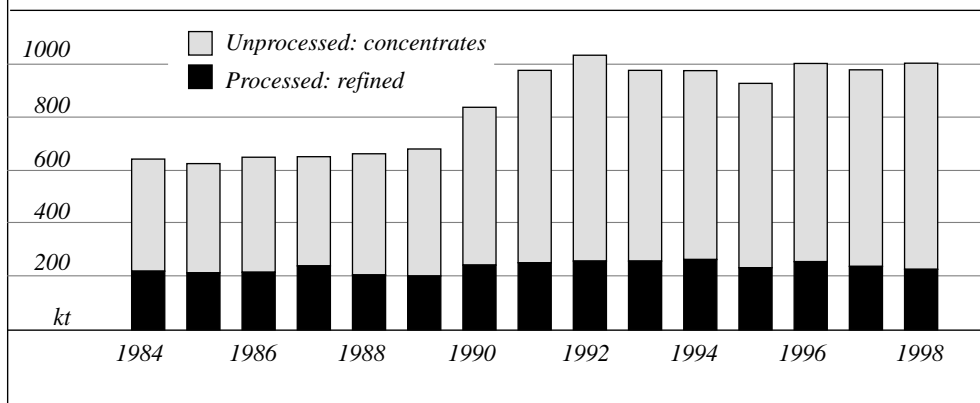 1000
Unprocessed: concentrates
Processed: refined
800
600
400
200
kt
1984 1986 1988 1990 1992 1994 1996 1998